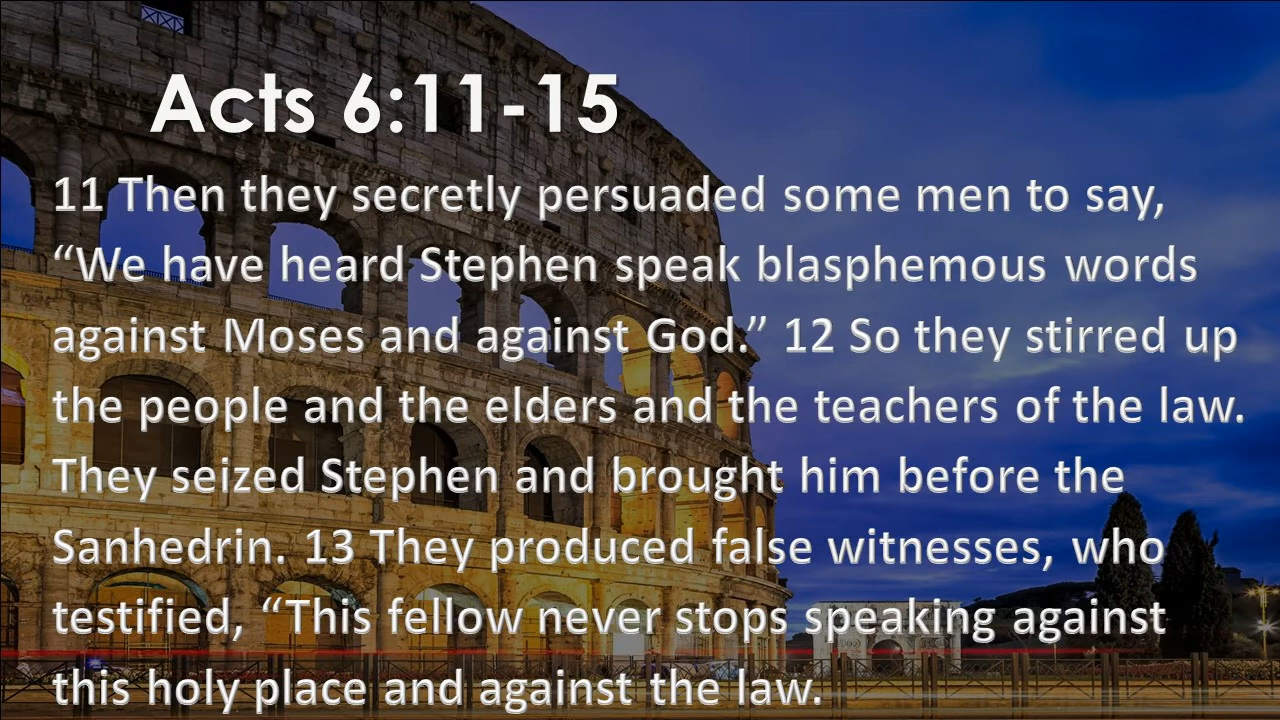 Acts 6:11-15
11 Then they secretly persuaded some men to say,
“We have heard Stephen speak blasphemous words
against Moses and against God.” 12 So they stirred up
the people and the elders and the teachers of the law.
They seized Stephen and brought him before the
Sanhedrin. 13 They produced false witnesses, who
testified, “This fellow never stops speaking against
this holy place and against the law.